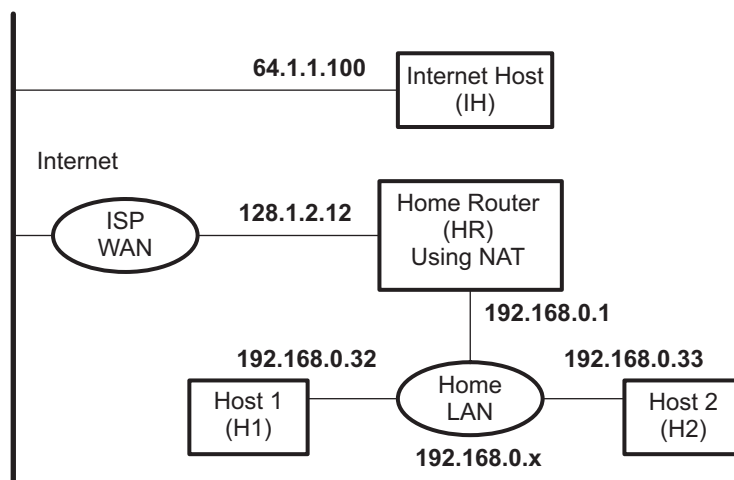 64.1.1.100
Internet Host
(IH)
Internet
ISP
WAN
128.1.2.12
Home Router
(HR)
Using NAT
192.168.0.1
192.168.0.32
192.168.0.33
Host 1
(H1)
Home
LAN
Host 2
(H2)
192.168.0.x